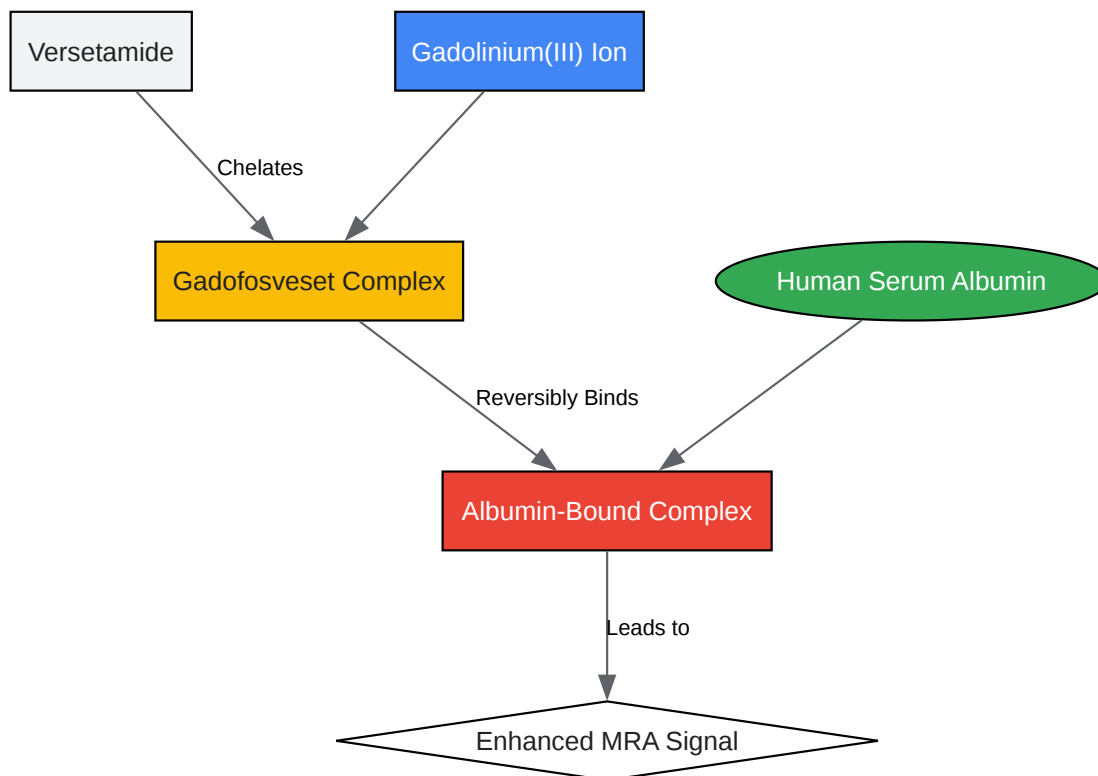 Versetamide
Gadolinium(III) Ion
Chelates
Gadofosveset Complex
Human Serum Albumin
Reversibly Binds
Albumin-Bound Complex
Leads to
Enhanced MRA Signal